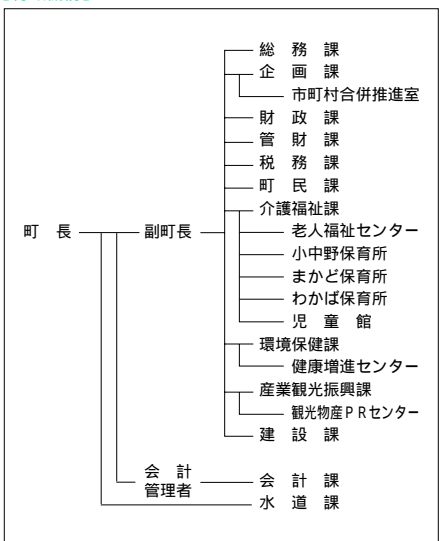 総務課
企画課
市町村合併推進室
財政課
管財課
税務課
町民課
介護福祉課
町長 副町長 老人福祉センター
小中野保育所
まかど保育所
わかば保育所
児童館
環境保健課
健康増進センター
産業観光振興課
観光物産PRセンター
建設課
会計
管理者 会計課
水道課